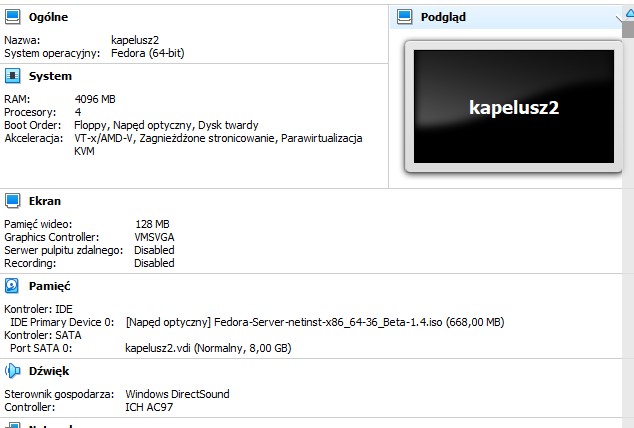 Ogólne
Nazwa: kapelusz2
System operacyjny: Fedora (64-bit)
System
RAM: 4096 MB
Procesory: 4
Boot Order: Floppy, Napęd optyczny, Dysk twardy
Akceleracja: VT-x/AMD-V, Zagnieżdżone stronicowanie, Parawirtualizacja
KVM
Podgląd
kapelusz2
Ekran
Pamięć wideo: 128 MB
Graphics Controller: VMSVGA
Serwer pulpitu zdalnego: Disabled
Recording: Disabled
Pamięć
Kontroler: IDE
IDE Primary Device 0: [Napęd optyczny] Fedora-Server-netinst-x86_64-36_Beta-1.4.iso (668,00 MB)
Kontroler: SATA
Port SATA 0: kapelusz2.vdi (Normalny, 8,00 GB)
Dźwięk
Sterownik gospodarza: Windows DirectSound
Controller: ICH AC97